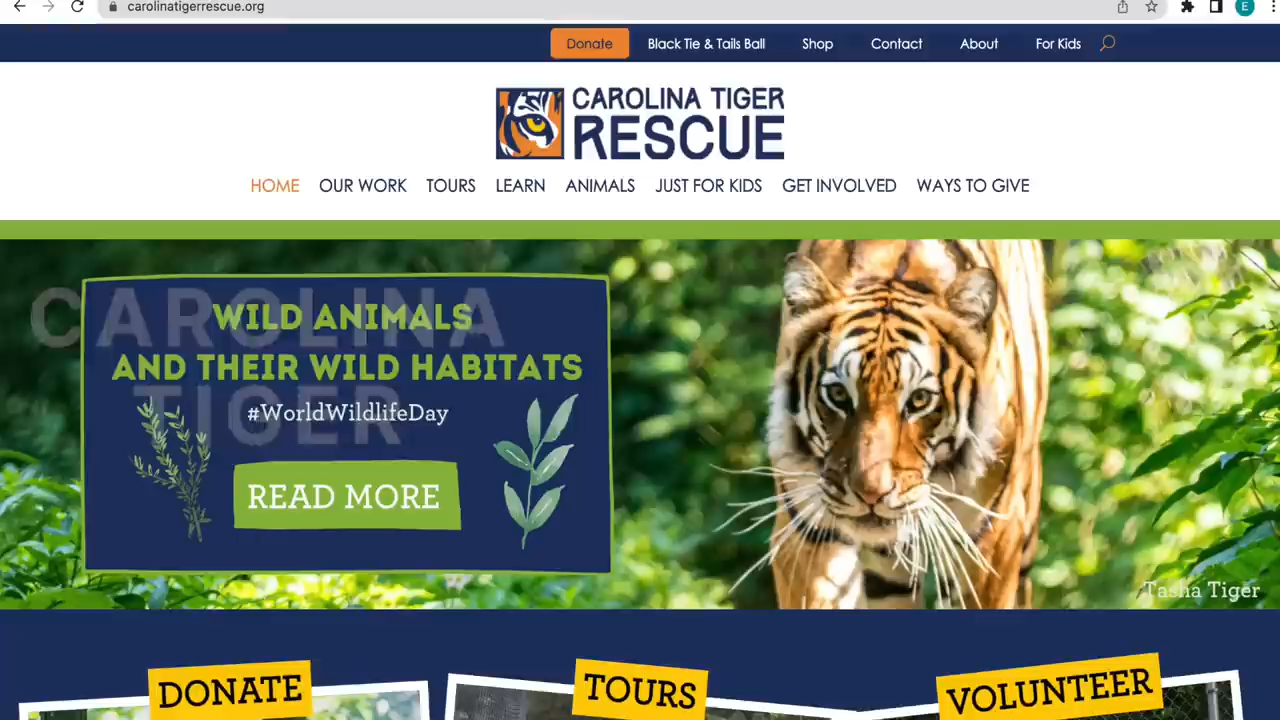 carolinatigerrescue.org
E
Donate
Black Tie & Tails Ball
Shop
Contact
About
For Kids
CAROLINA TIGER
RESCUE
HOME
OUR WORK
TOURS
LEARN
ANIMALS
JUST FOR KIDS
GET INVOLVED
WAYS TO GIVE
CAROLINA
TIGER
WILD ANIMALS
AND THEIR WILD HABITATS
#WorldWildlifeDay
READ MORE
Tasha Tiger
DONATE
TOURS
VOLUNTEER